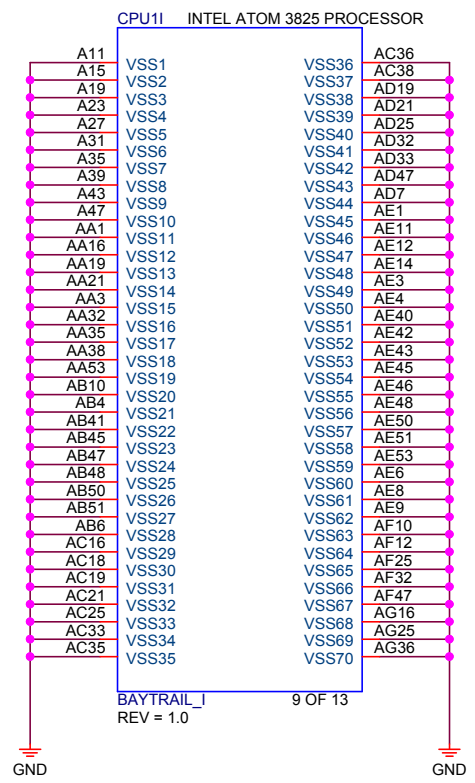 CPU1I INTEL ATOM 3825 PROCESSOR
A11 VSS1 VSS36 AC36
A15 VSS2 VSS37 AC38
A19 VSS3 VSS38 AD19
A23 VSS4 VSS39 AD21
A27 VSS5 VSS40 AD25
A31 VSS6 VSS41 AD32
A35 VSS7 VSS42 AD33
A39 VSS8 VSS43 AD47
A43 VSS9 VSS44 AD7
A47 VSS10 VSS45 AE1
AA1 VSS11 VSS46 AE11
AA16 VSS12 VSS47 AE12
AA19 VSS13 VSS48 AE14
AA21 VSS14 VSS49 AE3
AA3 VSS15 VSS50 AE4
AA32 VSS16 VSS51 AE40
AA35 VSS17 VSS52 AE42
AA38 VSS18 VSS53 AE43
AA53 VSS19 VSS54 AE45
AB10 VSS20 VSS55 AE46
AB4 VSS21 VSS56 AE48
AB41 VSS22 VSS57 AE50
AB45 VSS23 VSS58 AE51
AB47 VSS24 VSS59 AE53
AB48 VSS25 VSS60 AE6
AB50 VSS26 VSS61 AE8
AB51 VSS27 VSS62 AE9
AB6 VSS28 VSS63 AF10
AC16 VSS29 VSS64 AF12
AC18 VSS30 VSS65 AF25
AC19 VSS31 VSS66 AF32
AC21 VSS32 VSS67 AF47
AC25 VSS33 VSS68 AG16
AC33 VSS34 VSS69 AG25
AC35 VSS35 VSS70 AG36
BAYTRAIL_I 9 OF 13
REV = 1.0
GND GND